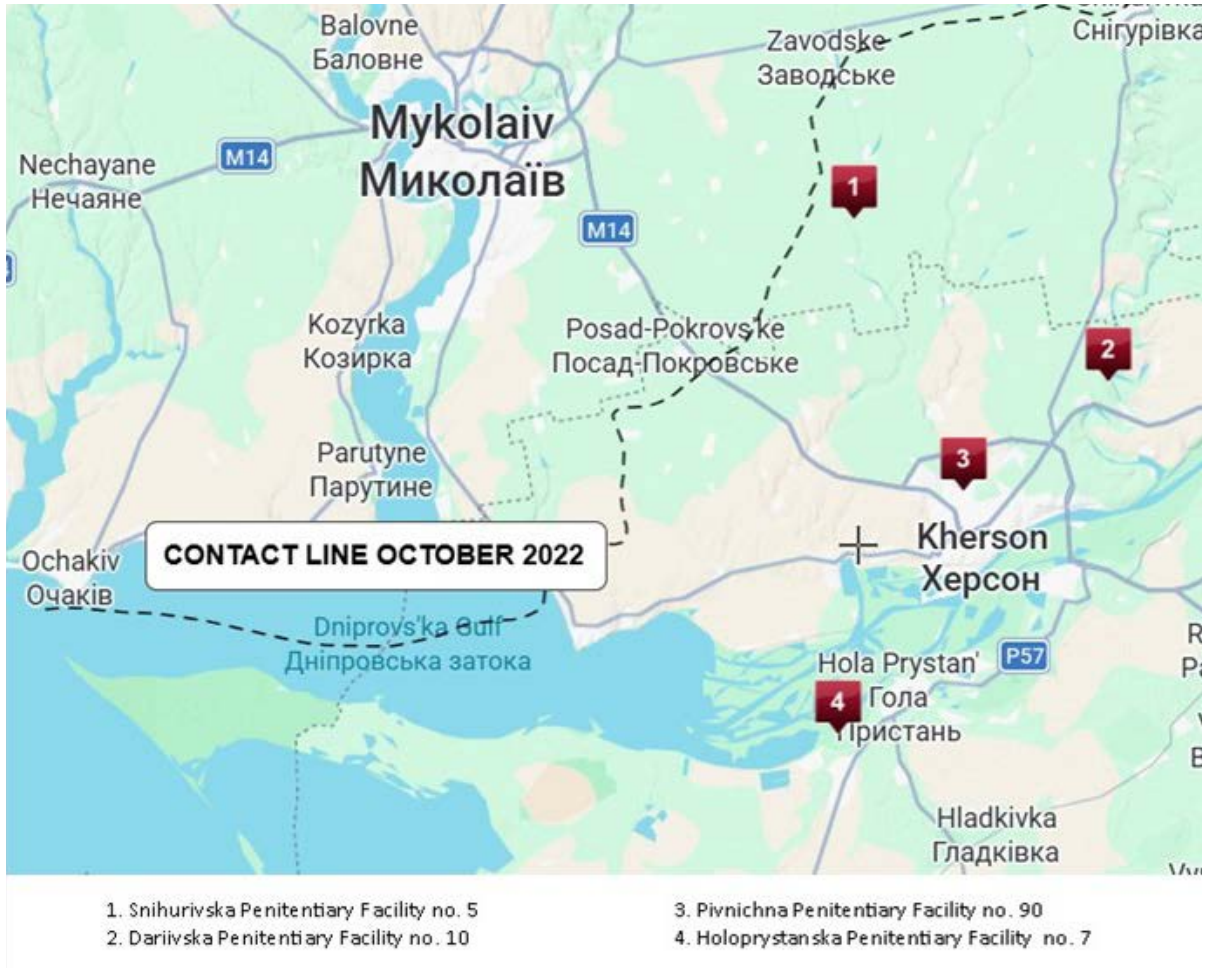 Balovne
Баловне
Zavodske
Заводське
Снігурівка
Mykolaiv
Миколаїв
Nechayane
Нечаяне
M14
1
M14
Kozyrka
Козирка
Posad-Pokrovs'ke
Посад-Покровське
2
Parutyne
Парутине
3
CONTACT LINE OCTOBER 2022
Ochakiv
Очаків
Kherson
Херсон
Dniprovs'ka Gulf
Дніпровська затока
Hola Prystan'
Гола
Пристань
P57
4
Hladkivka
Гладківка
1. Snihurivska Penitentiary Facility no. 5
2. Dariivska Penitentiary Facility no. 10
3. Pivnichna Penitentiary Facility no. 90
4. Holoprystanska Penitentiary Facility no. 7